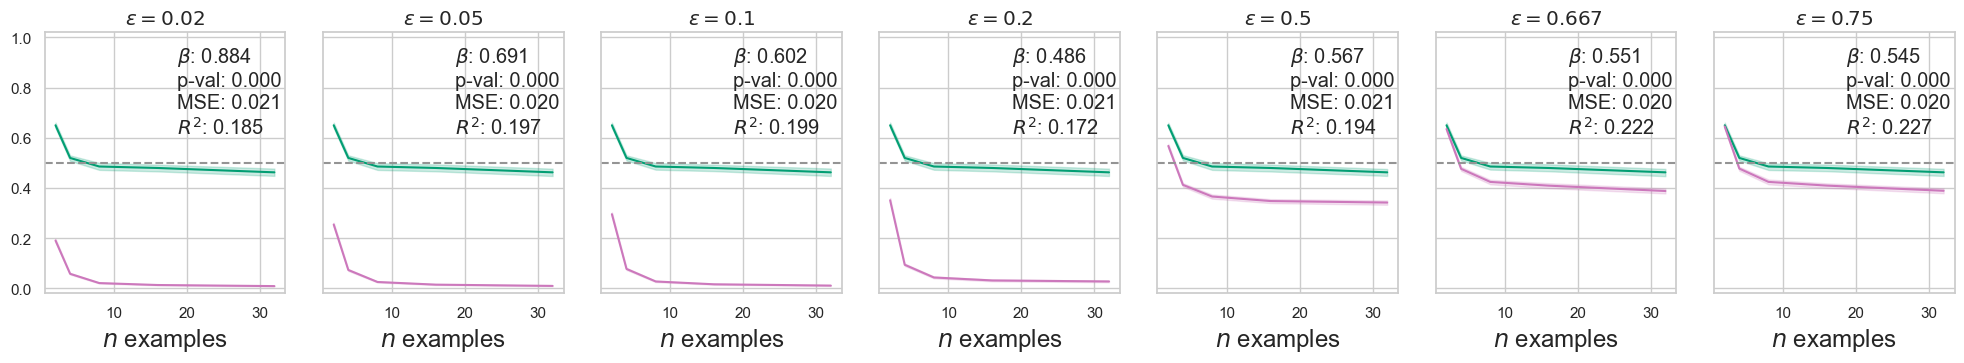 ε = 0.02
β: 0.884
p-val: 0.000
MSE: 0.021
R²: 0.185
1.0
0.8
0.6
0.4
0.2
0.0
10 20 30
n examples
ε = 0.05
β: 0.691
p-val: 0.000
MSE: 0.020
R²: 0.197
10 20 30
n examples
ε = 0.1
β: 0.602
p-val: 0.000
MSE: 0.020
R²: 0.199
10 20 30
n examples
ε = 0.2
β: 0.486
p-val: 0.000
MSE: 0.021
R²: 0.172
10 20 30
n examples
ε = 0.5
β: 0.567
p-val: 0.000
MSE: 0.021
R²: 0.194
10 20 30
n examples
ε = 0.667
β: 0.551
p-val: 0.000
MSE: 0.020
R²: 0.222
10 20 30
n examples
ε = 0.75
β: 0.545
p-val: 0.000
MSE: 0.020
R²: 0.227
10 20 30
n examples